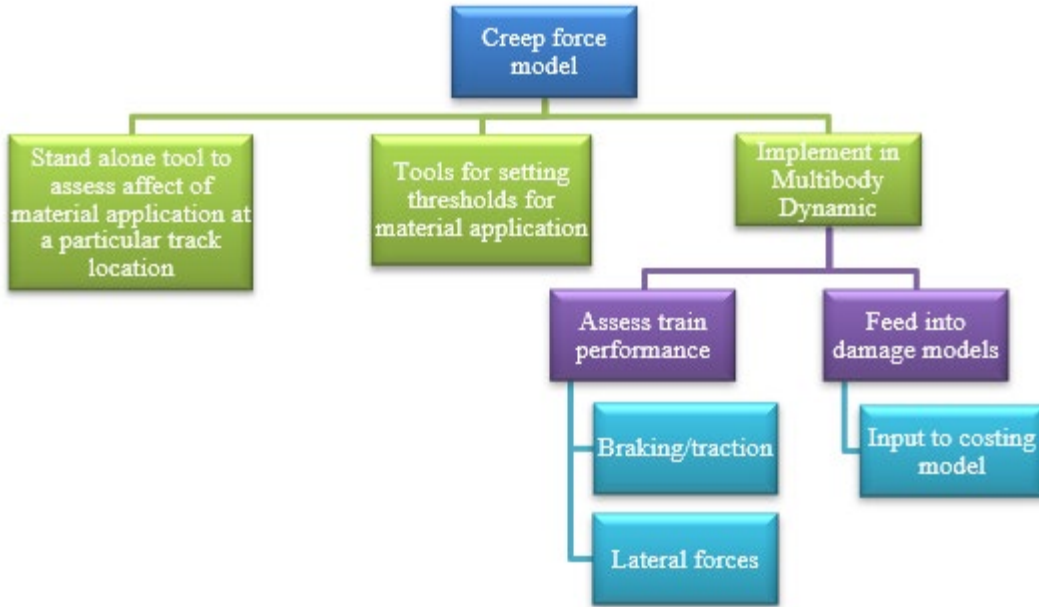 Creep force
model
Stand alone tool to
assess affect of
material application at
a particular track
location
Tools for setting
thresholds for
material application
Implement in
Multibody
Dynamic
Assess train
performance
Feed into
damage models
Braking/traction
Input to costing
model
Lateral forces